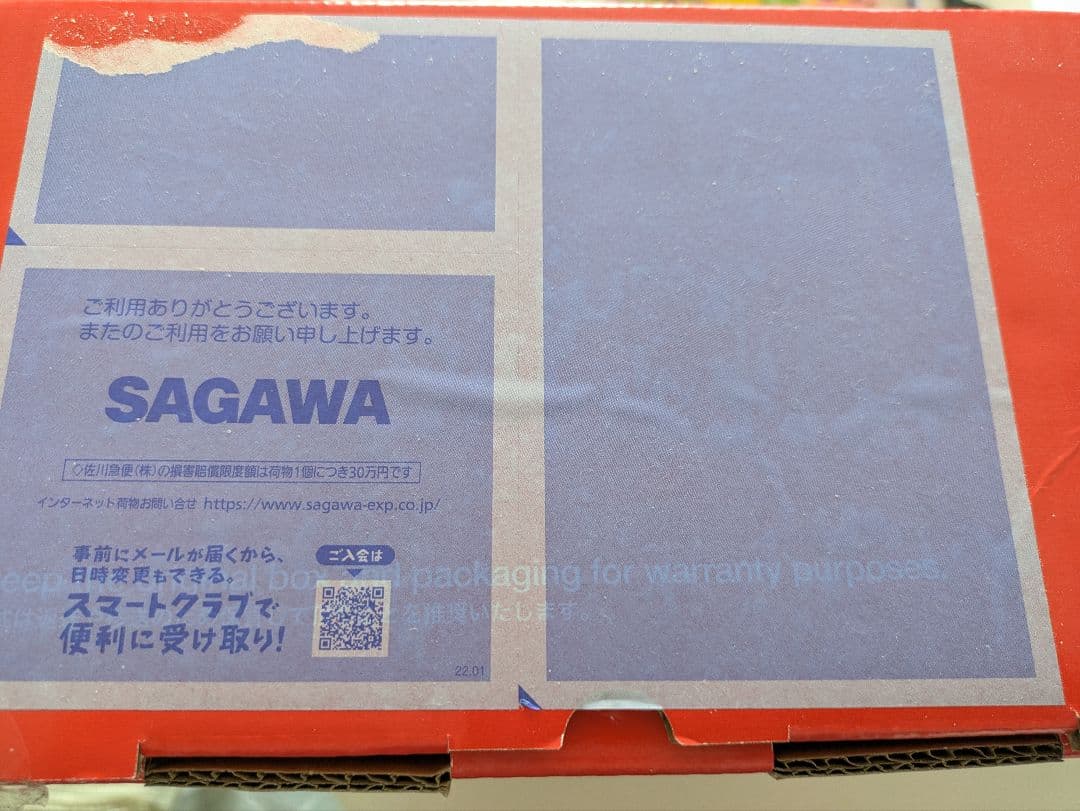 ご利用ありがとうございます。
またのご利用をお願い申し上げます。
SAGAWA
◇佐川急便(株)の損害賠償限度額は荷物1個につき30万円です
インターネット荷物お問い合せ https://www.sagawa-exp.co.jp/
事前にメールが届くから、
日時変更もできる。
スマートクラブで
便利に受け取り!
ご入会は
22.01
packaging for warranty purposes.
いたします。